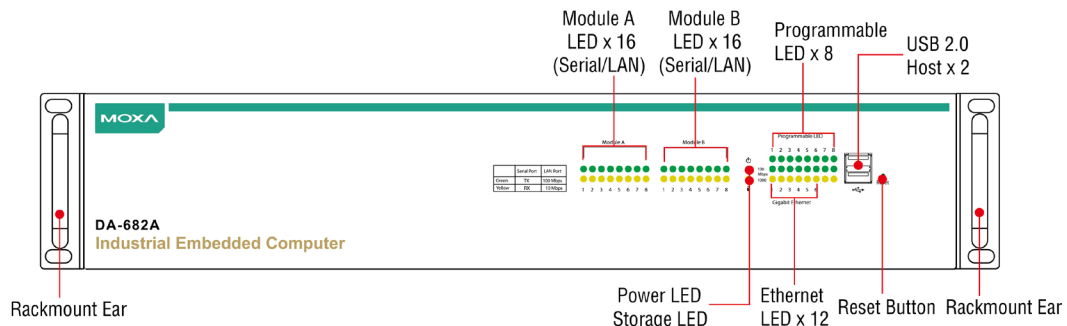 Module A
LED x 16
(Serial/LAN)
Module B
LED x 16
(Serial/LAN)
Programmable
LED x 8
USB 2.0
Host x 2
MOXA
Module A
Module B
Programmable LED
1 2 3 4 5 6 7 8
Serial Port LAN Port
Green TX 100 Mbps
Yellow RX 10 Mbps
1 2 3 4 5 6 7 8
1 2 3 4 5 6 7 8
100
Mbps
1000
1 2 3 4 5 6
Gigabit Ethernet
DA-682A
Industrial Embedded Computer
Rackmount Ear
Power LED
Storage LED
Ethernet
LED x 12
Reset Button
Rackmount Ear